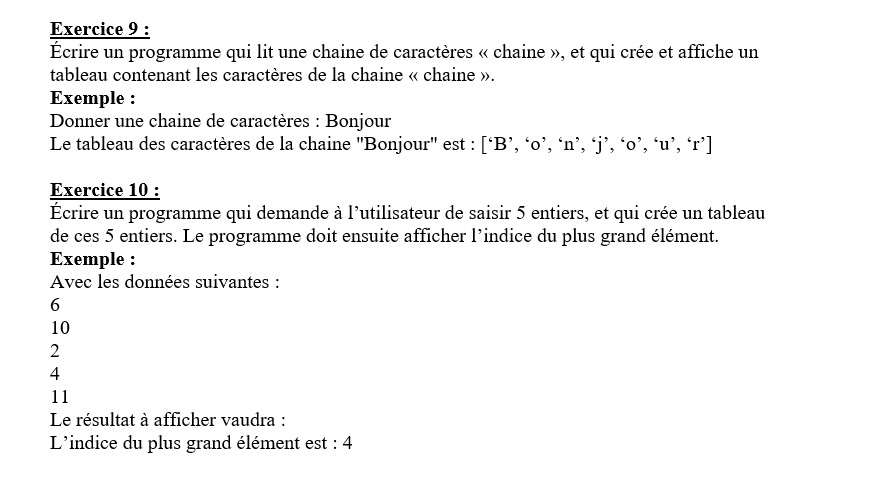 Exercice 9 :
Écrire un programme qui lit une chaine de caractères « chaine », et qui crée et affiche un
tableau contenant les caractères de la chaine « chaine ».
Exemple :
Donner une chaine de caractères : Bonjour
Le tableau des caractères de la chaine "Bonjour" est : [‘B’, ‘o’, ‘n’, ‘j’, ‘o’, ‘u’, ‘r’]
Exercice 10 :
Écrire un programme qui demande à l’utilisateur de saisir 5 entiers, et qui crée un tableau
de ces 5 entiers. Le programme doit ensuite afficher l’indice du plus grand élément.
Exemple :
Avec les données suivantes :
6
10
2
4
11
Le résultat à afficher vaudra :
L’indice du plus grand élément est : 4